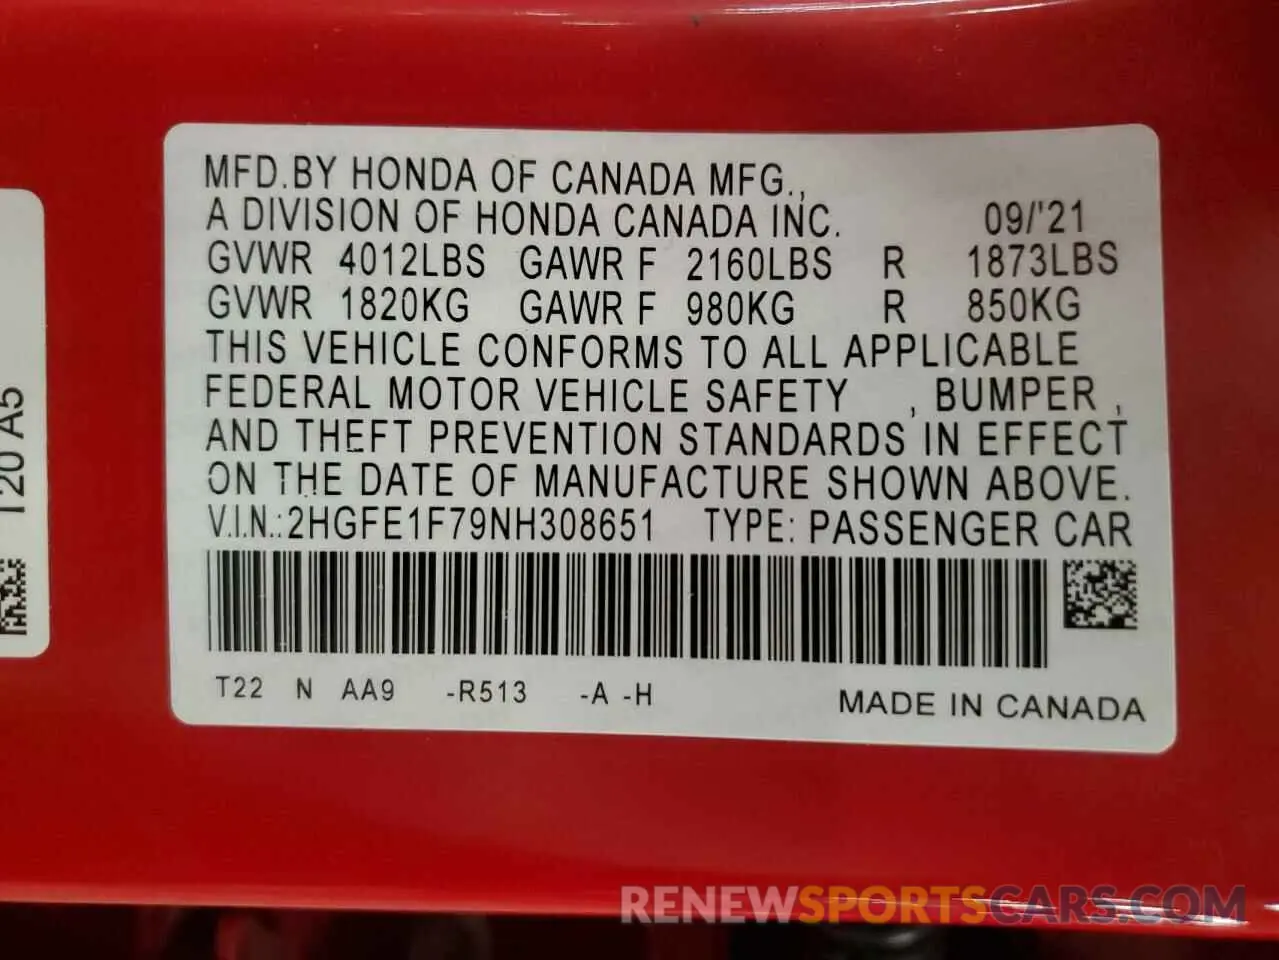 MFD.BY HONDA OF CANADA MFG.,
A DIVISION OF HONDA CANADA INC. 09/'21
GVWR 4012LBS GAWR F 2160LBS R 1873LBS
GVWR 1820KG GAWR F 980KG R 850KG
THIS VEHICLE CONFORMS TO ALL APPLICABLE
FEDERAL MOTOR VEHICLE SAFETY , BUMPER ,
AND THEFT PREVENTION STANDARDS IN EFFECT
ON THE DATE OF MANUFACTURE SHOWN ABOVE.
V.I.N.:2HGFE1F79NH308651 TYPE: PASSENGER CAR
T22 N AA9 -R513 -A -H MADE IN CANADA
120 A5
RENEWSPORTSCARS.COM